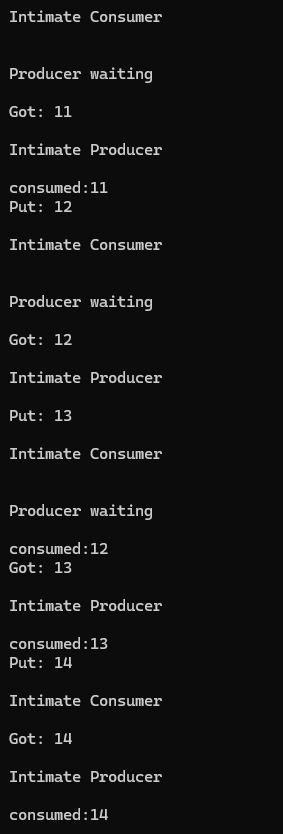 Intimate Consumer
Producer waiting
Got: 11
Intimate Producer
consumed:11
Put: 12
Intimate Consumer
Producer waiting
Got: 12
Intimate Producer
Put: 13
Intimate Consumer
Producer waiting
consumed:12
Got: 13
Intimate Producer
consumed:13
Put: 14
Intimate Consumer
Got: 14
Intimate Producer
consumed:14